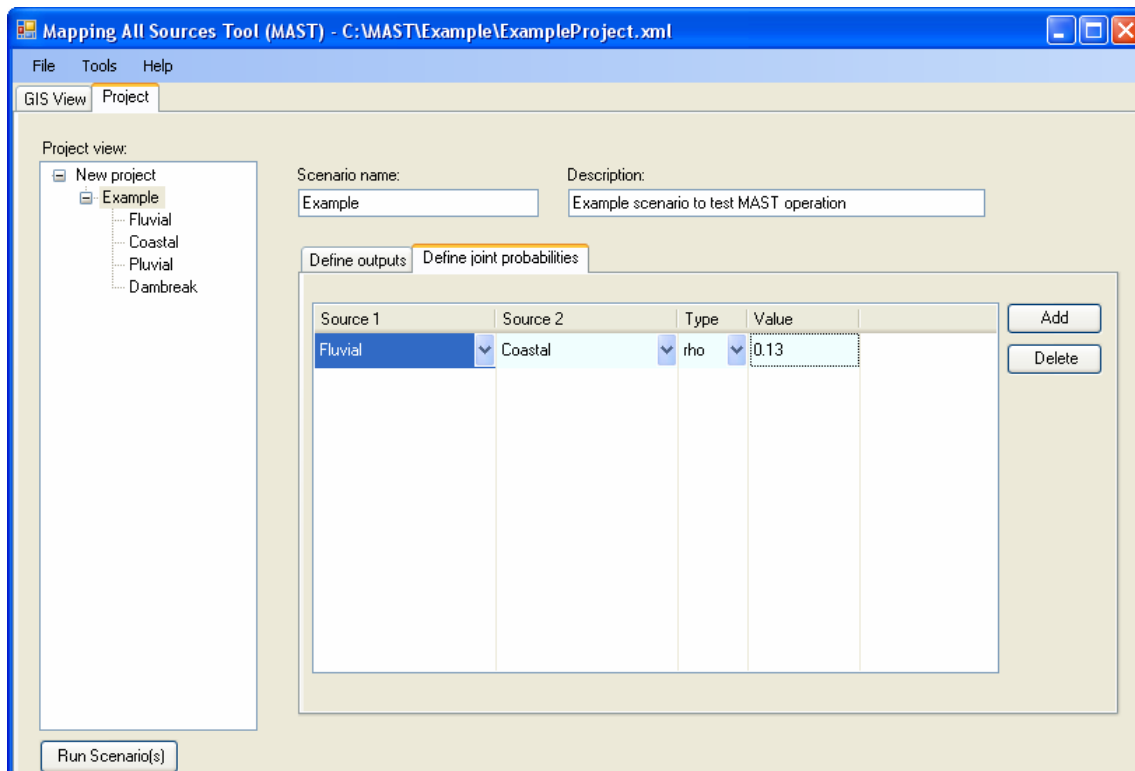 Mapping All Sources Tool (MAST) - C:\MAST\Example\ExampleProject.xml
File Tools Help
GIS View Project
Project view:
New project
Example
Fluvial
Coastal
Pluvial
Dambreak
Scenario name: Description:
Example Example scenario to test MAST operation
Define outputs Define joint probabilities
Source 1 Source 2 Type Value
Fluvial Coastal rho 0.13
Add
Delete
Run Scenario(s)